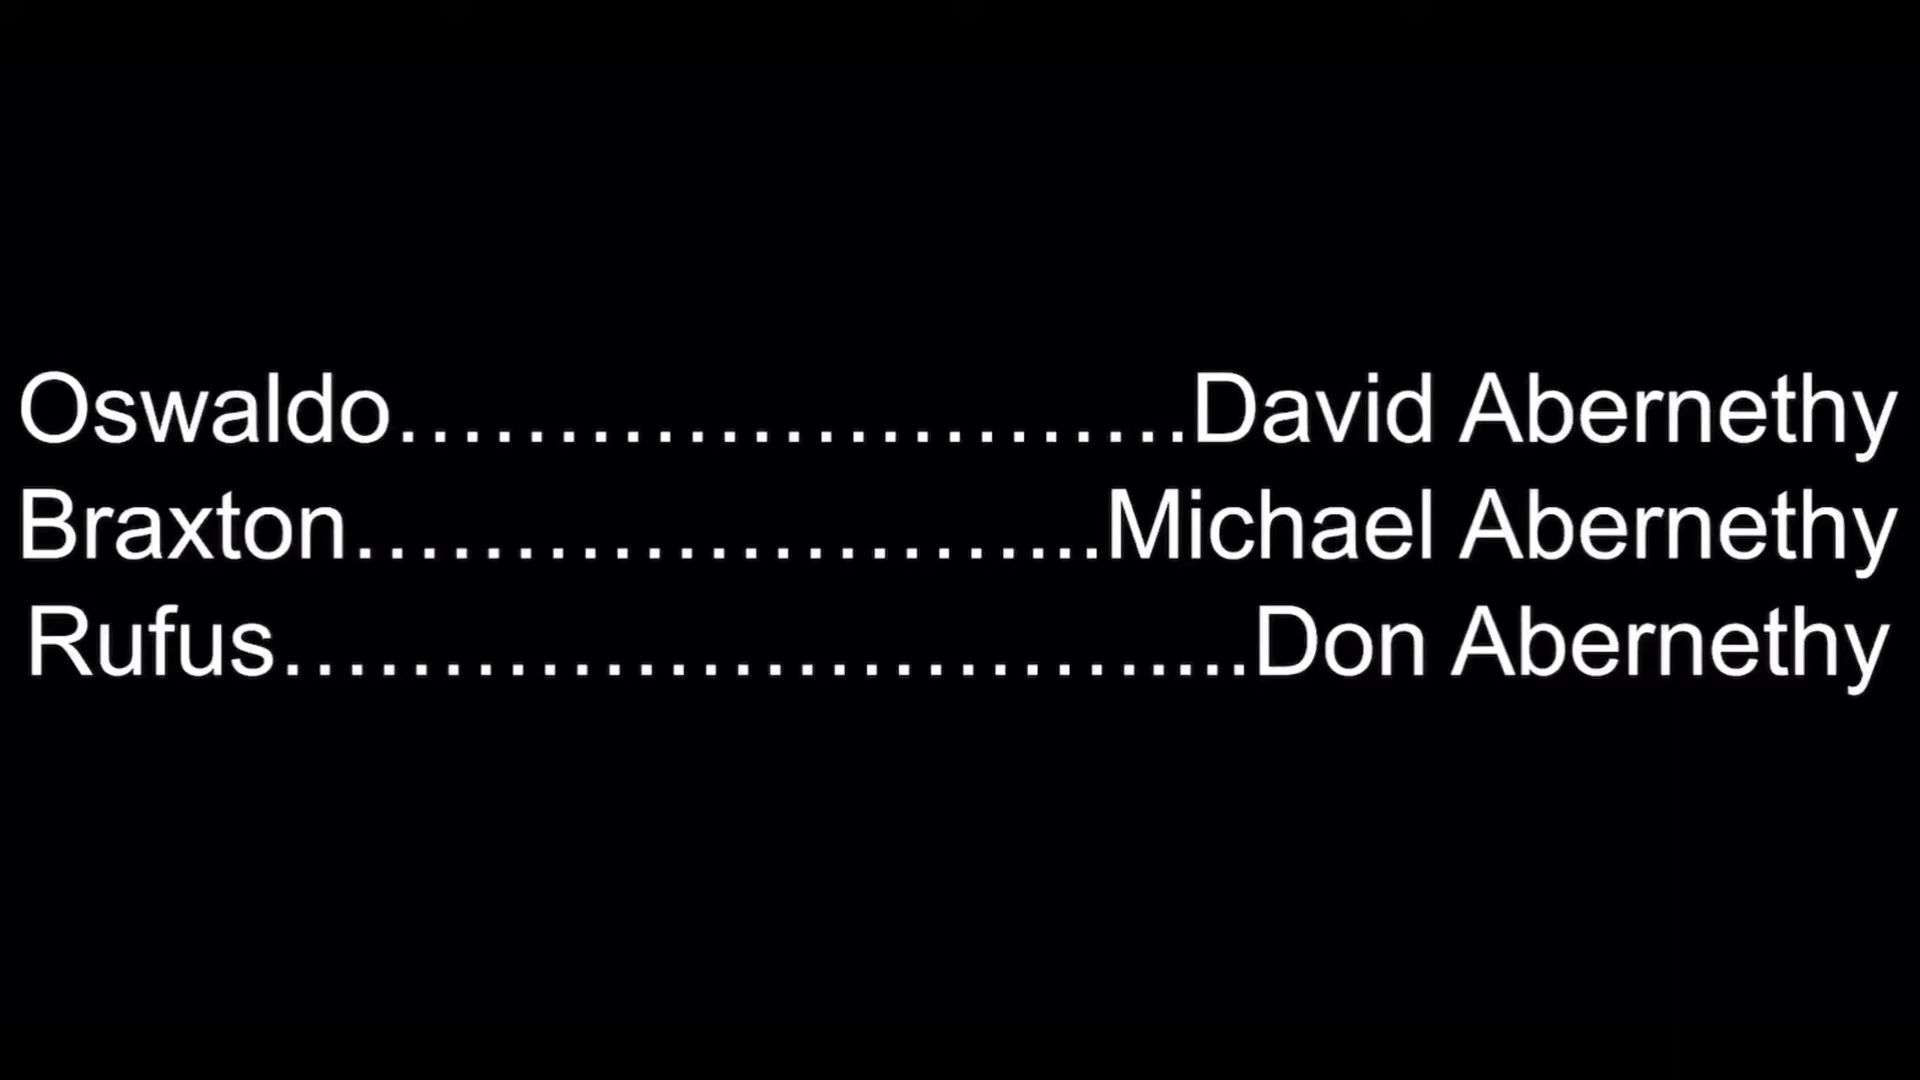 Oswaldo……………………….David Abernethy
Braxton……………………...Michael Abernethy
Rufus…………………………...Don Abernethy